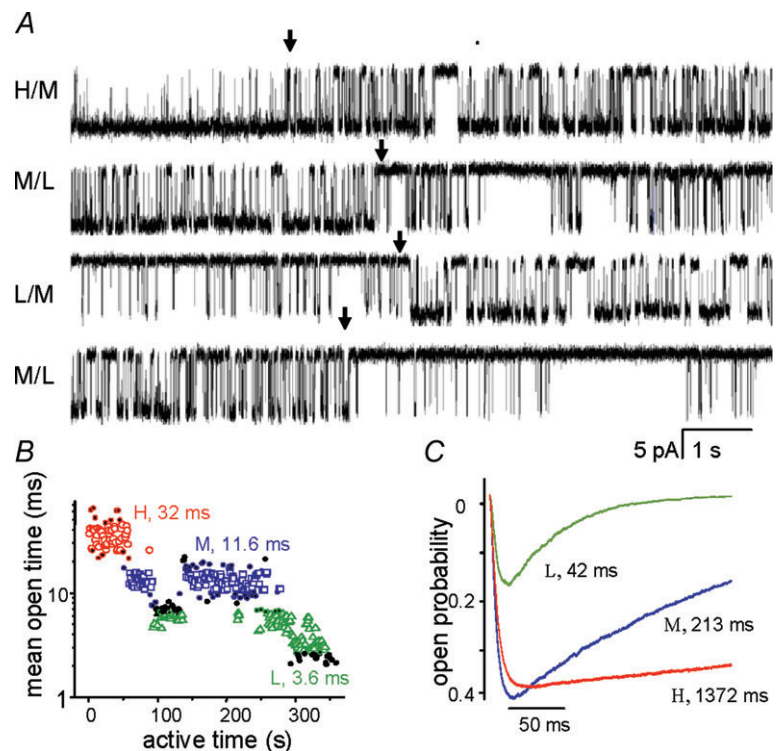 A
H/M
M/L
L/M
M/L
5 pA 1 s
B
mean open time (ms)
10
1
H, 32 ms
M, 11.6 ms
L, 3.6 ms
0 100 200 300
active time (s)
C
open probability
0
0.2
0.4
L, 42 ms
M, 213 ms
H, 1372 ms
50 ms